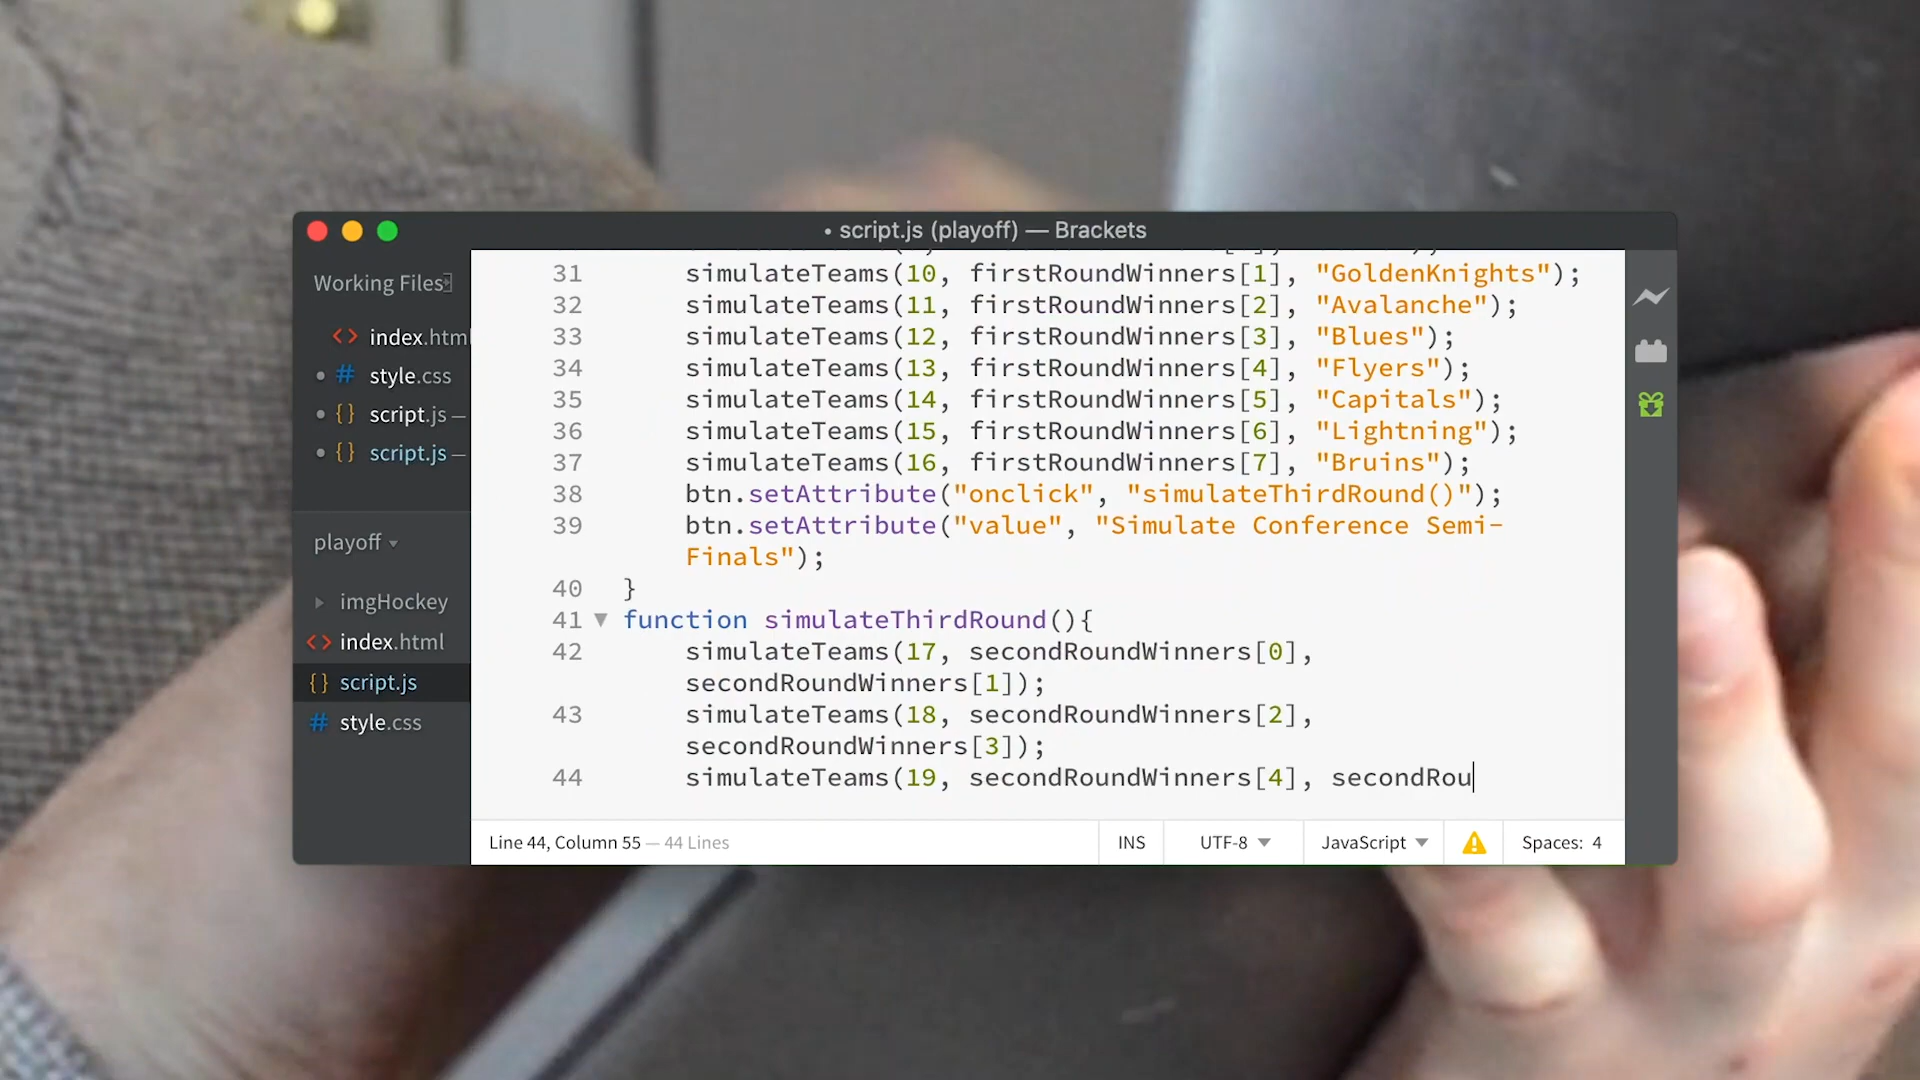 • script.js (playoff) — Brackets
Working Files
index.html
style.css
script.js —
script.js —
playoff
imgHockey
index.html
script.js
style.css
31 simulateTeams(10, firstRoundWinners[1], "GoldenKnights");
32 simulateTeams(11, firstRoundWinners[2], "Avalanche");
33 simulateTeams(12, firstRoundWinners[3], "Blues");
34 simulateTeams(13, firstRoundWinners[4], "Flyers");
35 simulateTeams(14, firstRoundWinners[5], "Capitals");
36 simulateTeams(15, firstRoundWinners[6], "Lightning");
37 simulateTeams(16, firstRoundWinners[7], "Bruins");
38 btn.setAttribute("onclick", "simulateThirdRound()");
39 btn.setAttribute("value", "Simulate Conference Semi-
Finals");
40 }
41 function simulateThirdRound(){
42 simulateTeams(17, secondRoundWinners[0],
secondRoundWinners[1]);
43 simulateTeams(18, secondRoundWinners[2],
secondRoundWinners[3]);
44 simulateTeams(19, secondRoundWinners[4], secondRou
Line 44, Column 55 — 44 Lines
INS
UTF-8
JavaScript
Spaces: 4